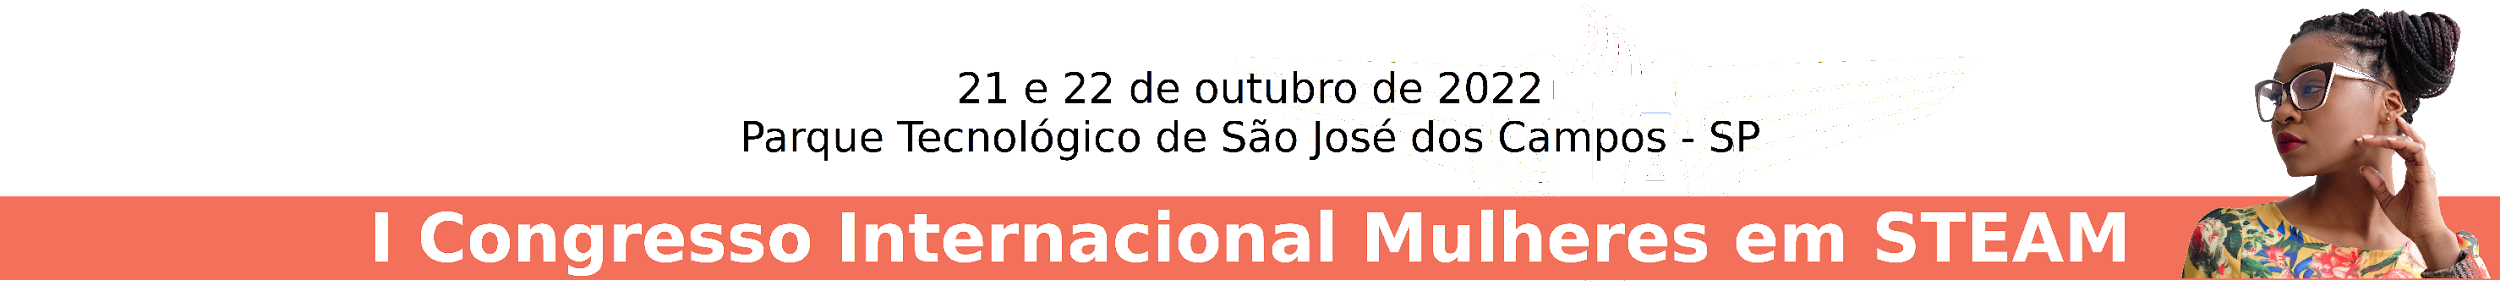 21 e 22 de outubro de 2022
Parque Tecnológico de São José dos Campos - SP
I Congresso Internacional Mulheres em STEAM